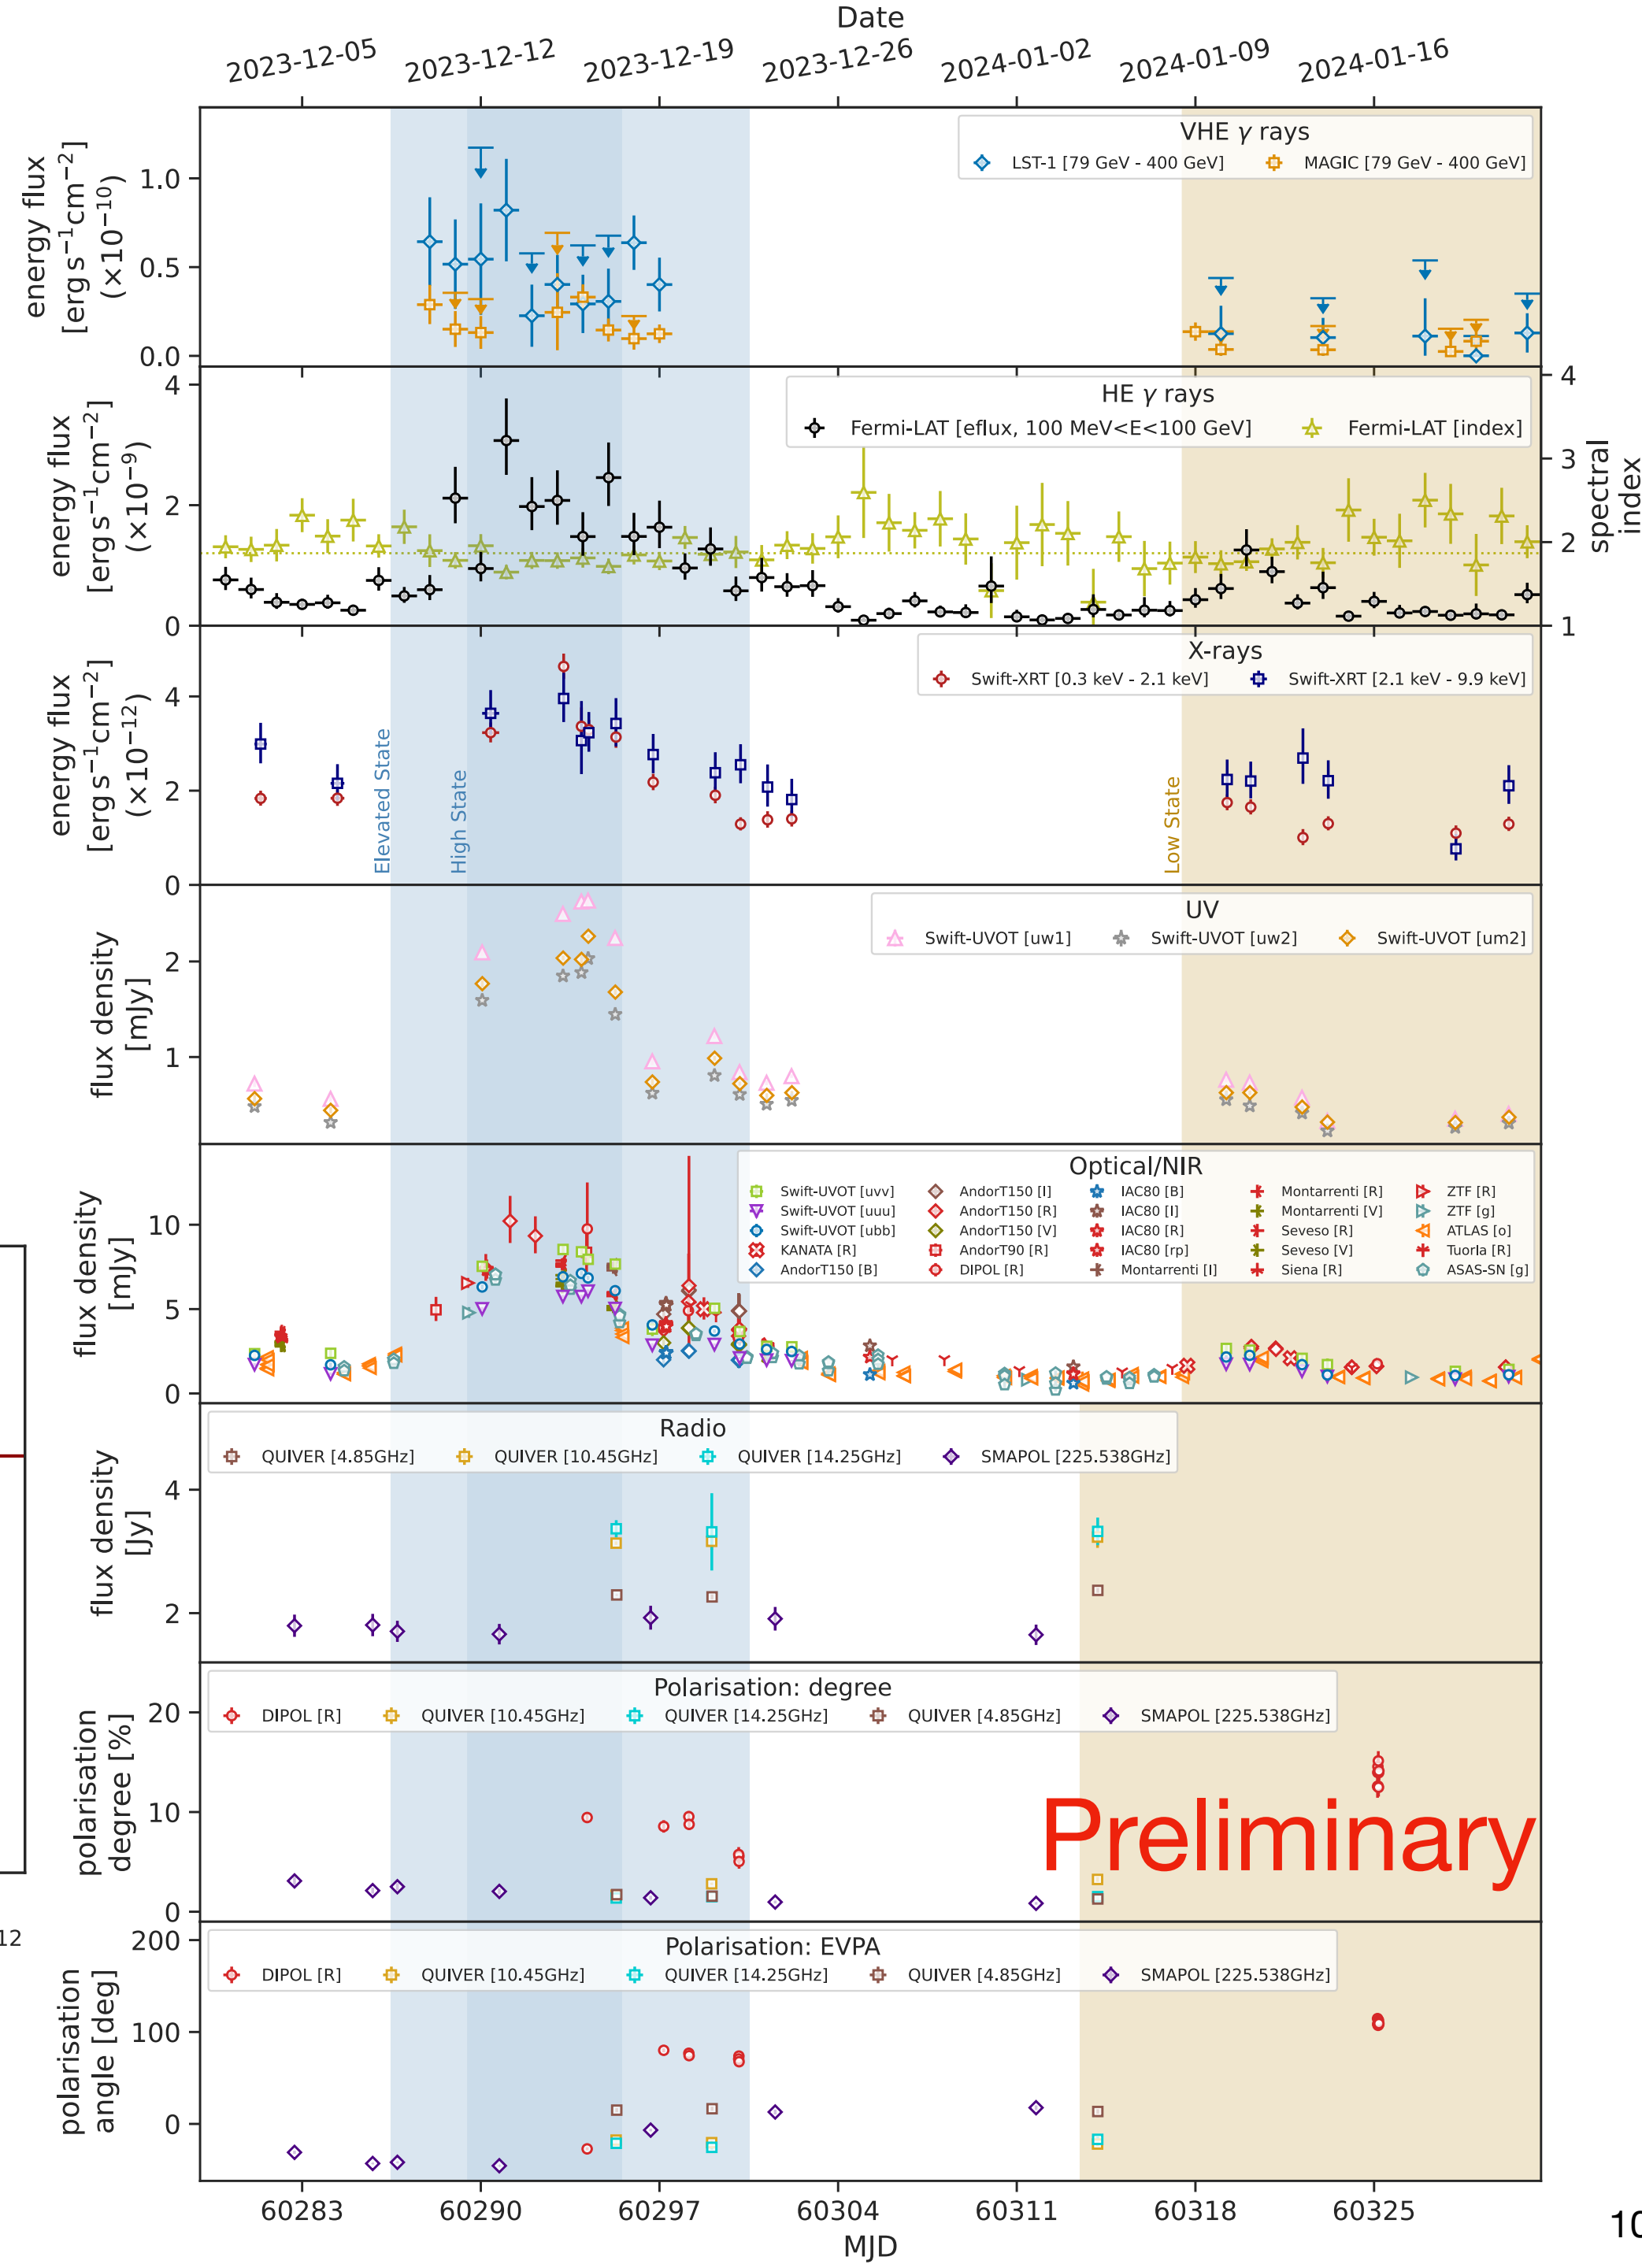 Date
2023-12-05 2023-12-12 2023-12-19 2023-12-26 2024-01-02 2024-01-09 2024-01-16
energy flux
[erg s−1cm−2]
(×10−10)
1.0
0.5
0.0
VHE γ rays
LST-1 [79 GeV - 400 GeV] MAGIC [79 GeV - 400 GeV]
energy flux
[erg s−1cm−2]
(×10−9)
4
2
0
HE γ rays
Fermi-LAT [eflux, 100 MeV<E<100 GeV] Fermi-LAT [index]
4
3
2
1
spectral
index
energy flux
[erg s−1cm−2]
(×10−12)
4
2
0
X-rays
Swift-XRT [0.3 keV - 2.1 keV] Swift-XRT [2.1 keV - 9.9 keV]
Elevated State
High State
Low State
flux density
[mJy]
2
1
UV
Swift-UVOT [uw1] Swift-UVOT [uw2] Swift-UVOT [um2]
flux density
[mJy]
10
5
0
Optical/NIR
Swift-UVOT [uvv] AndorT150 [I] IAC80 [B] Montarrenti [R] ZTF [R]
Swift-UVOT [uuu] AndorT150 [R] IAC80 [I] Montarrenti [V] ZTF [g]
Swift-UVOT [ubb] AndorT150 [V] IAC80 [R] Seveso [R] ATLAS [o]
KANATA [R] AndorT90 [R] IAC80 [rp] Seveso [V] Tuorla [R]
AndorT150 [B] DIPOL [R] Montarrenti [I] Siena [R] ASAS-SN [g]
flux density
[Jy]
4
2
Radio
QUIVER [4.85GHz] QUIVER [10.45GHz] QUIVER [14.25GHz] SMAPOL [225.538GHz]
polarisation
degree [%]
20
10
0
Polarisation: degree
DIPOL [R] QUIVER [10.45GHz] QUIVER [14.25GHz] QUIVER [4.85GHz] SMAPOL [225.538GHz]
Preliminary
12
polarisation
angle [deg]
200
100
0
Polarisation: EVPA
DIPOL [R] QUIVER [10.45GHz] QUIVER [14.25GHz] QUIVER [4.85GHz] SMAPOL [225.538GHz]
60283 60290 60297 60304 60311 60318 60325
MJD
10